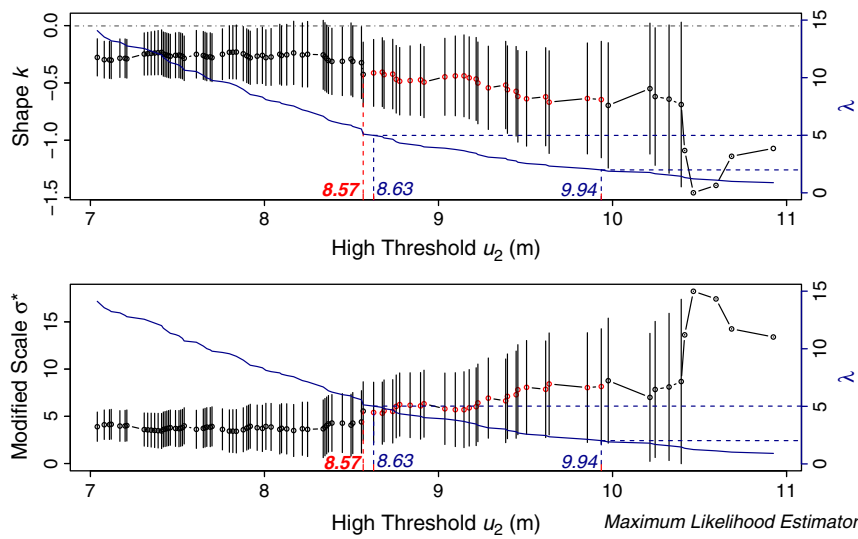 0.0
−0.5
−1.0
−1.5
Shape k
15
10
5
0
λ
8.57
8.63
9.94
7 8 9 10 11
High Threshold u2 (m)
15
10
5
0
Modified Scale σ*
15
10
5
0
λ
8.57
8.63
9.94
7 8 9 10 11
High Threshold u2 (m)
Maximum Likelihood Estimator